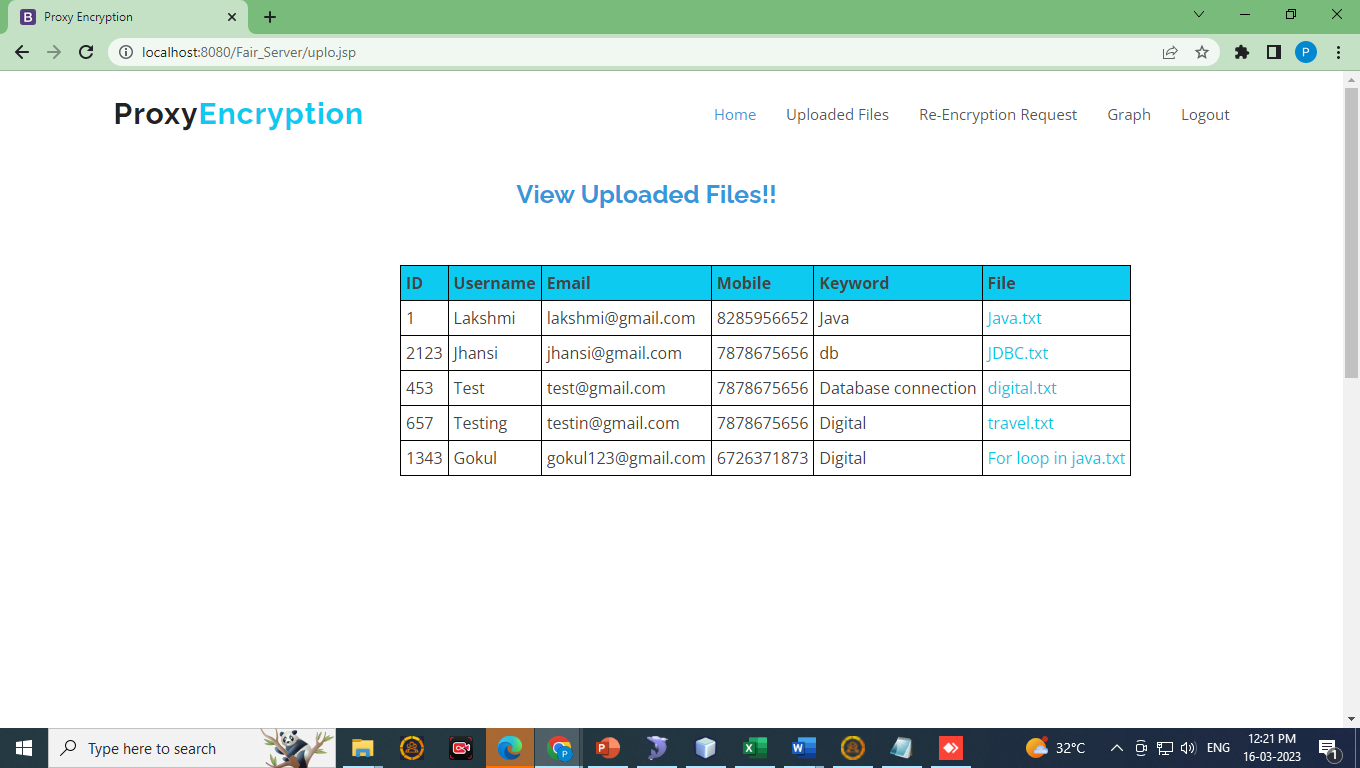 Proxy Encryption
localhost:8080/Fair_Server/uplo.jsp
P
ProxyEncryption
Home Uploaded Files Re-Encryption Request Graph Logout
View Uploaded Files!!
ID Username Email Mobile Keyword File
1 Lakshmi lakshmi@gmail.com 8285956652 Java Java.txt
2123 Jhansi jhansi@gmail.com 7878675656 db JDBC.txt
453 Test test@gmail.com 7878675656 Database connection digital.txt
657 Testing testin@gmail.com 7878675656 Digital travel.txt
1343 Gokul gokul123@gmail.com 6726371873 Digital For loop in java.txt
Type here to search
32°C
ENG
12:21 PM
16-03-2023
1